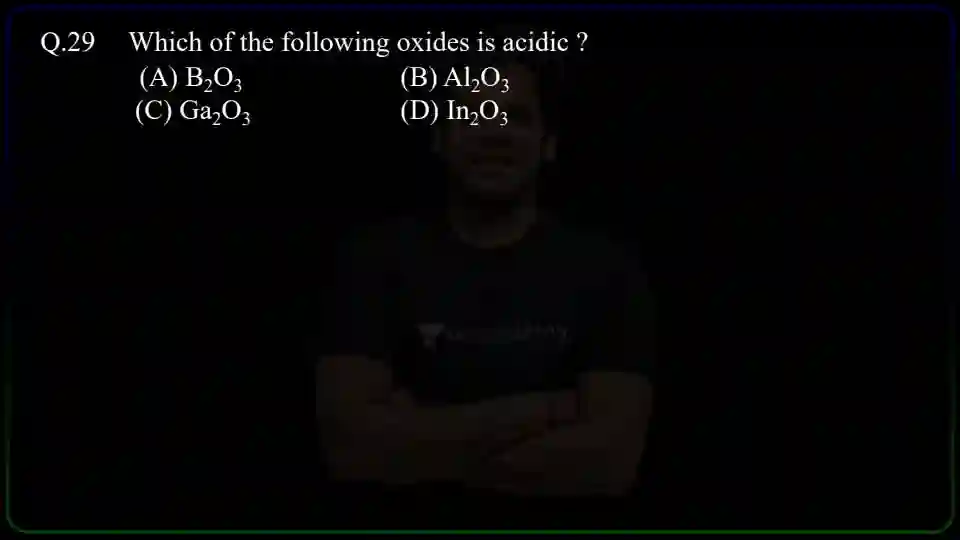 Q.29 Which of the following oxides is acidic ?
(A) B₂O₃ (B) Al₂O₃
(C) Ga₂O₃ (D) In₂O₃